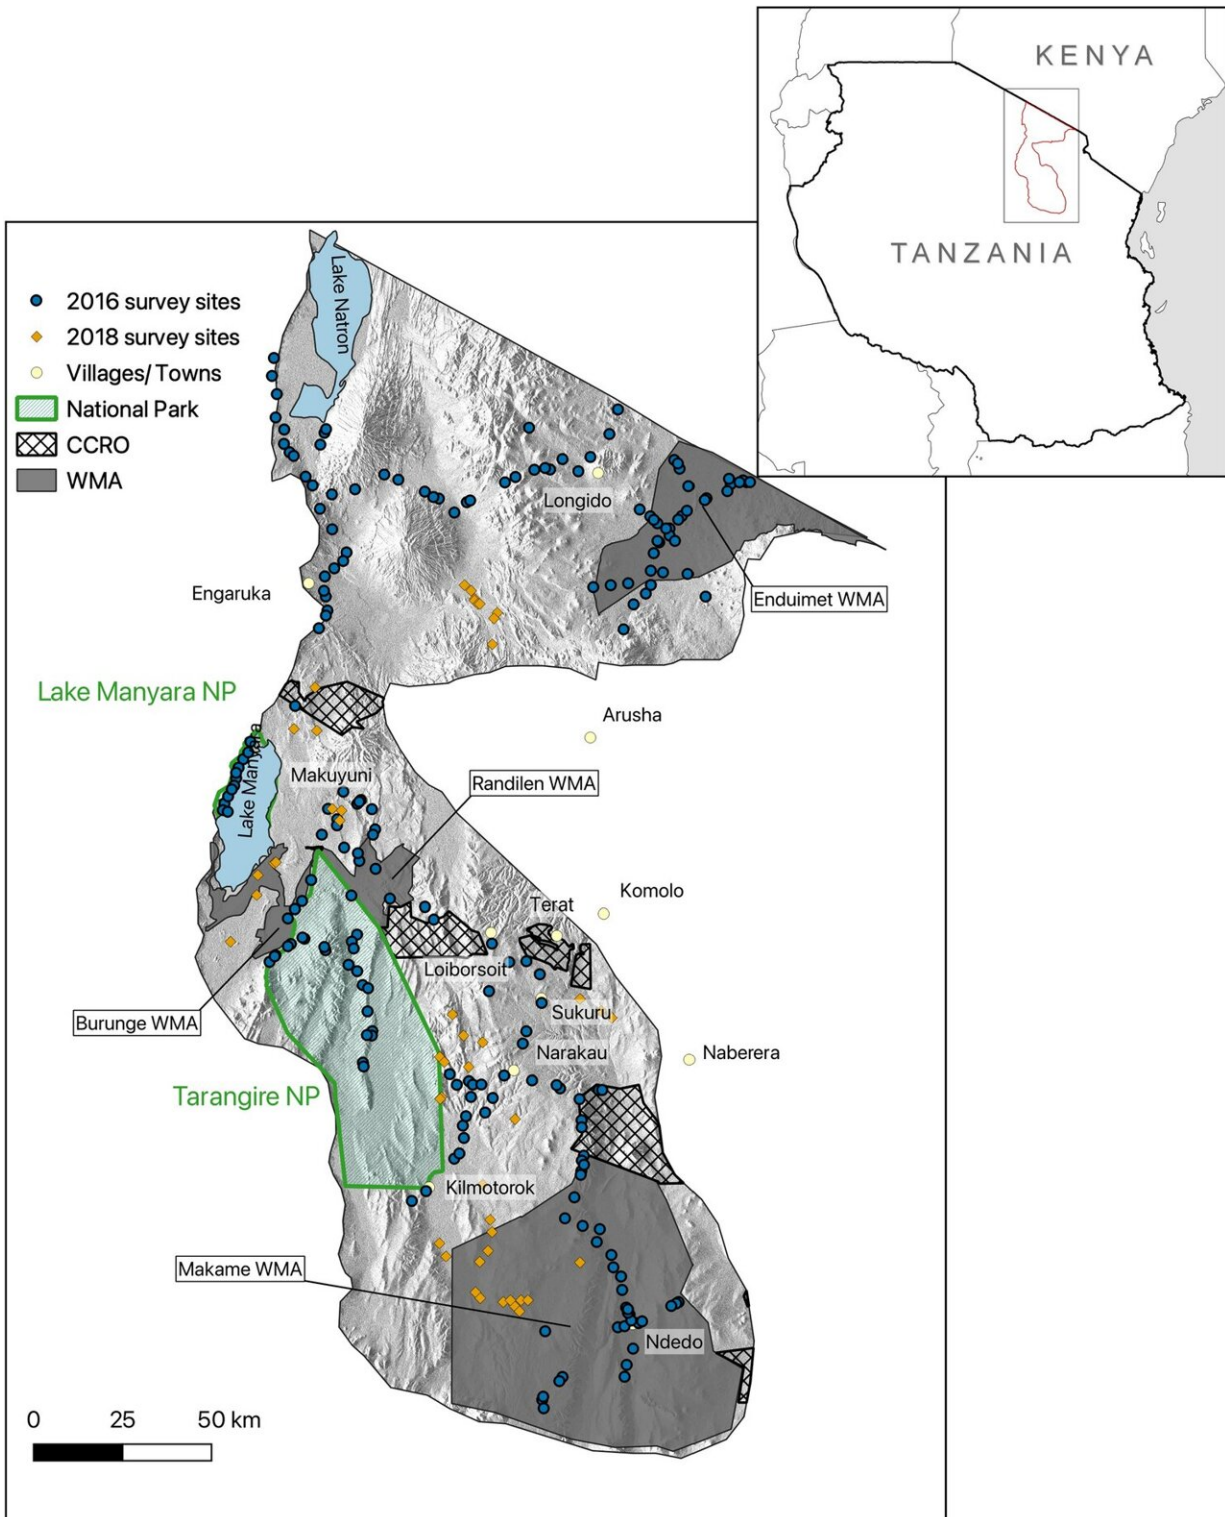 KENYA
TANZANIA
Lake Natron
2016 survey sites
2018 survey sites
Villages/ Towns
National Park
CCRO
WMA
Longido
Engaruka
Enduimet WMA
Lake Manyara NP
Arusha
Lake Manyara
Makuyuni
Randilen WMA
Komolo
Terat
Loiborsoit
Sukuru
Burunge WMA
Narakau
Naberera
Tarangire NP
Kilmotorok
Makame WMA
Ndedo
0 25 50 km